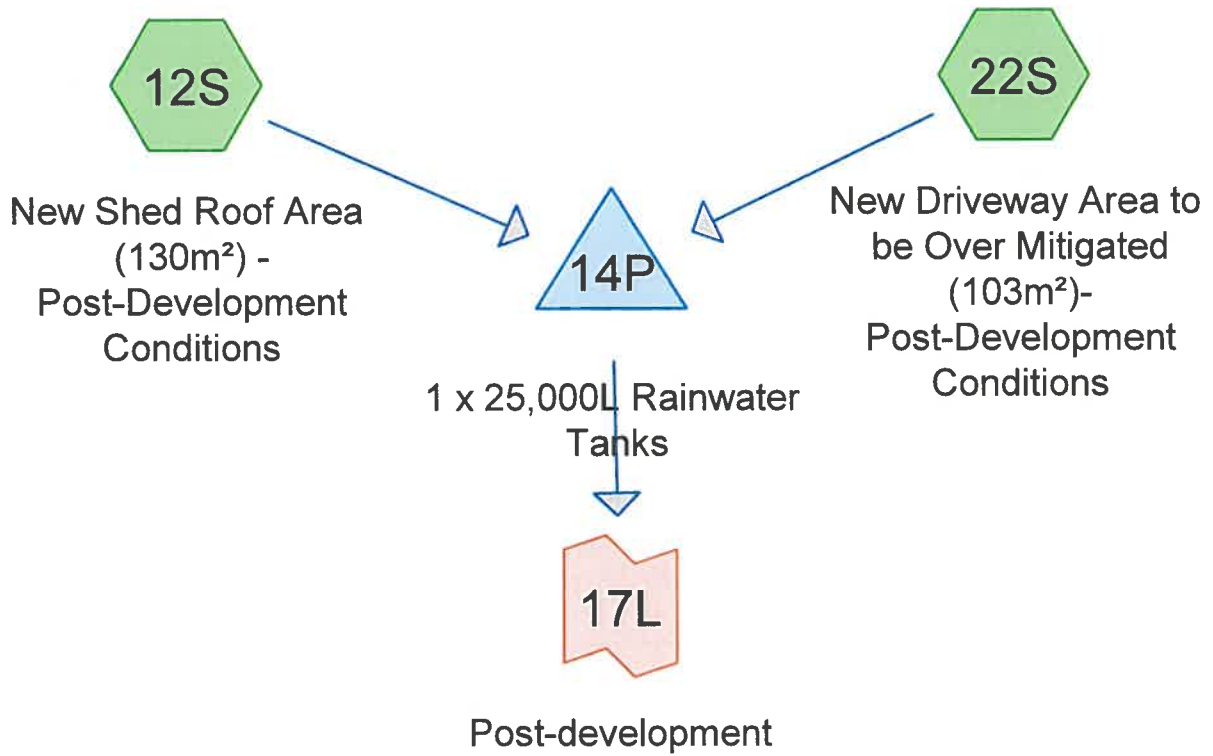 12S
New Shed Roof Area
(130m²) -
Post-Development
Conditions
22S
New Driveway Area to
be Over Mitigated
(103m²)-
Post-Development
Conditions
14P
1 x 25,000L Rainwater
Tanks
17L
Post-development